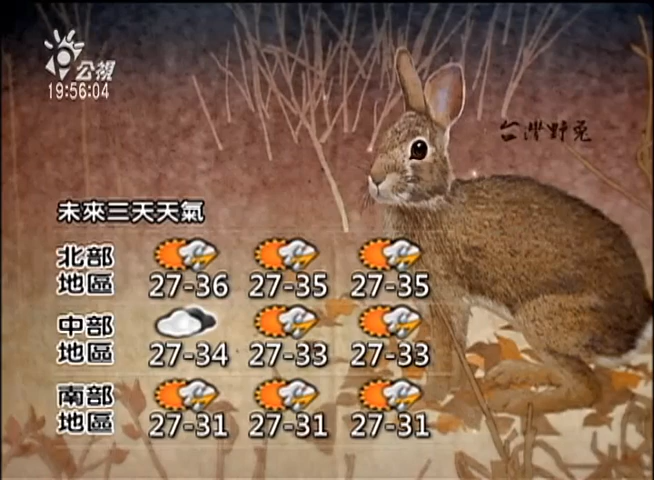 公視
19:56:04
台灣野兔
未來三天天氣
北部
地區
27-36 27-35 27-35
中部
地區
27-34 27-33 27-33
南部
地區
27-31 27-31 27-31